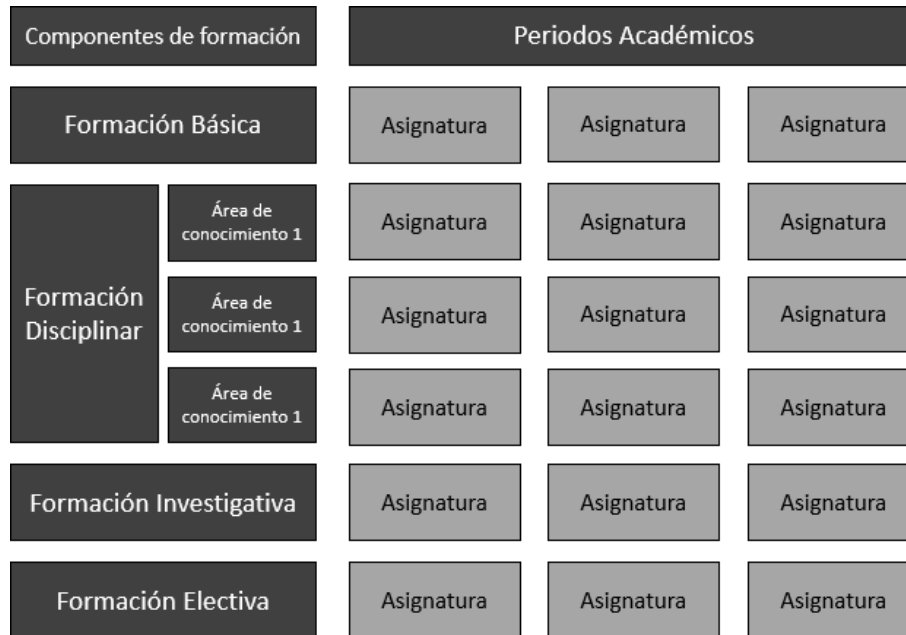 Componentes de formación
Periodos Académicos
Formación Básica
Asignatura
Asignatura
Asignatura
Formación
Disciplinar
Área de
conocimiento 1
Asignatura
Asignatura
Asignatura
Área de
conocimiento 1
Asignatura
Asignatura
Asignatura
Área de
conocimiento 1
Asignatura
Asignatura
Asignatura
Formación Investigativa
Asignatura
Asignatura
Asignatura
Formación Electiva
Asignatura
Asignatura
Asignatura